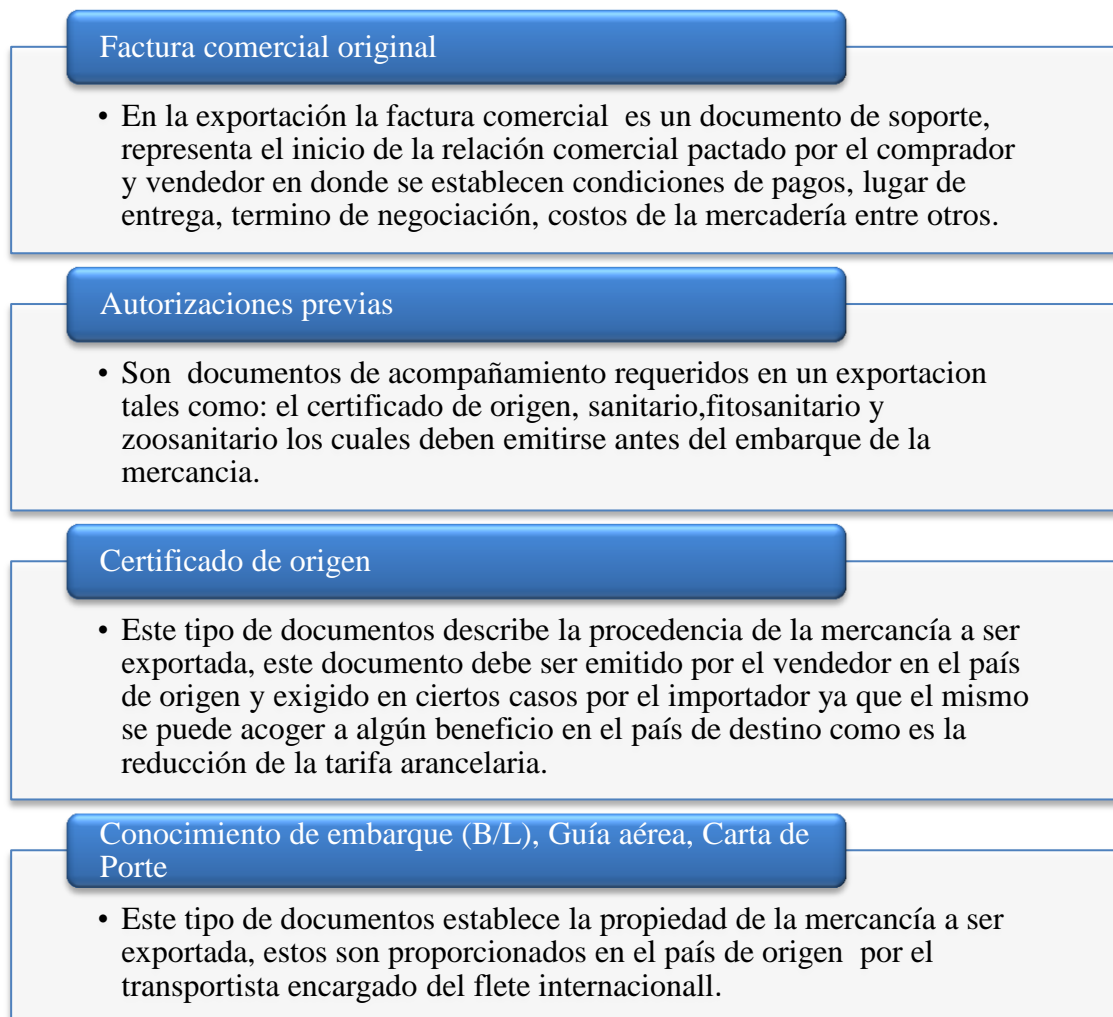 Factura comercial original
• En la exportación la factura comercial es un documento de soporte,
representa el inicio de la relación comercial pactado por el comprador
y vendedor en donde se establecen condiciones de pagos, lugar de
entrega, termino de negociación, costos de la mercadería entre otros.
Autorizaciones previas
• Son documentos de acompañamiento requeridos en un exportacion
tales como: el certificado de origen, sanitario,fitosanitario y
zoosanitario los cuales deben emitirse antes del embarque de la
mercancia.
Certificado de origen
• Este tipo de documentos describe la procedencia de la mercancía a ser
exportada, este documento debe ser emitido por el vendedor en el país
de origen y exigido en ciertos casos por el importador ya que el mismo
se puede acoger a algún beneficio en el país de destino como es la
reducción de la tarifa arancelaria.
Conocimiento de embarque (B/L), Guía aérea, Carta de
Porte
• Este tipo de documentos establece la propiedad de la mercancía a ser
exportada, estos son proporcionados en el país de origen por el
transportista encargado del flete internacionall.